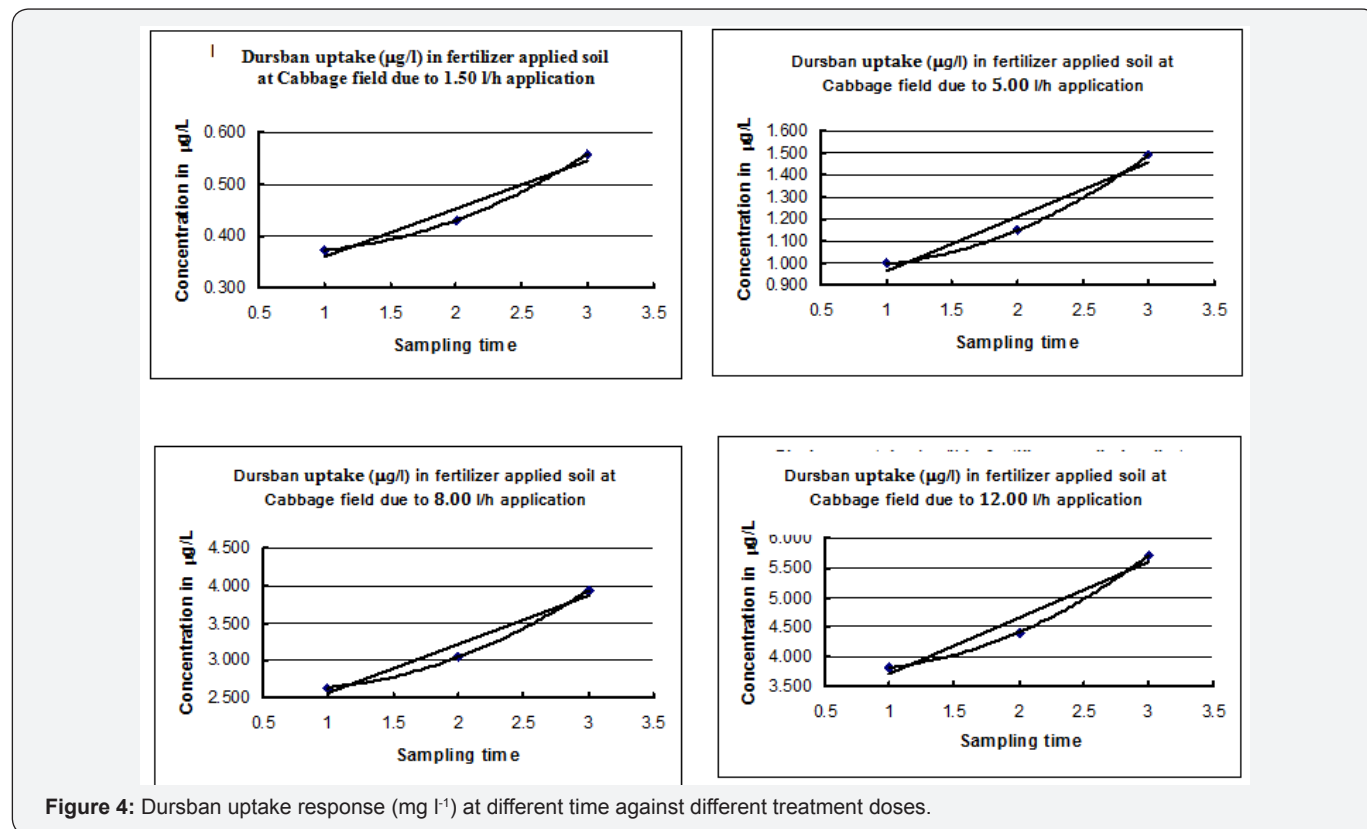 l
Dursban uptake (µg/l) in fertilizer applied soil
at Cabbage field due to 1.50 l/h application
Concentration in µg/L
0.600
0.500
0.400
0.300
0.5 1 1.5 2 2.5 3 3.5
Sampling time
Dursban uptake (µg/l) in fertilizer applied soil at
Cabbage field due to 5.00 l/h application
Concentration in µg/L
1.600
1.500
1.400
1.300
1.200
1.100
1.000
0.900
0.5 1 1.5 2 2.5 3 3.5
Sampling time
Dursban uptake (µg/l) in fertilizer applied soil at
Cabbage field due to 8.00 l/h application
Concentration in µg/L
4.500
4.000
3.500
3.000
2.500
0.5 1 1.5 2 2.5 3 3.5
Sampling time
Dursban uptake (µg/l) in fertilizer applied soil at
Cabbage field due to 12.00 l/h application
Concentration in µg/L
6.000
5.500
5.000
4.500
4.000
3.500
0.5 1 1.5 2 2.5 3 3.5
Sampling time
Figure 4: Dursban uptake response (mg l⁻¹) at different time against different treatment doses.